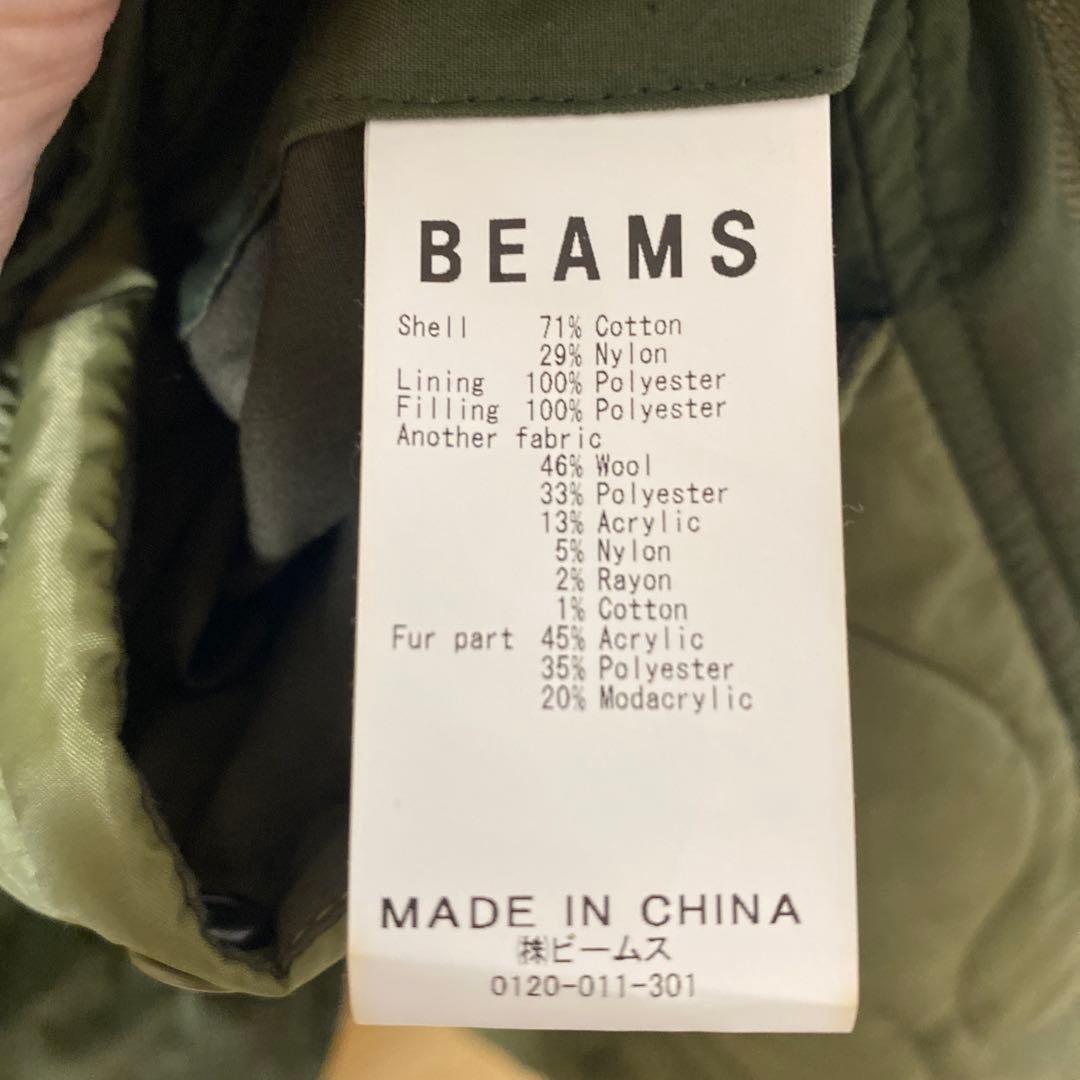 BEAMS
Shell 71% Cotton
29% Nylon
Lining 100% Polyester
Filling 100% Polyester
Another fabric
46% Wool
33% Polyester
13% Acrylic
5% Nylon
2% Rayon
1% Cotton
Fur part 45% Acrylic
35% Polyester
20% Modacrylic
MADE IN CHINA
㈱ビームス
0120-011-301